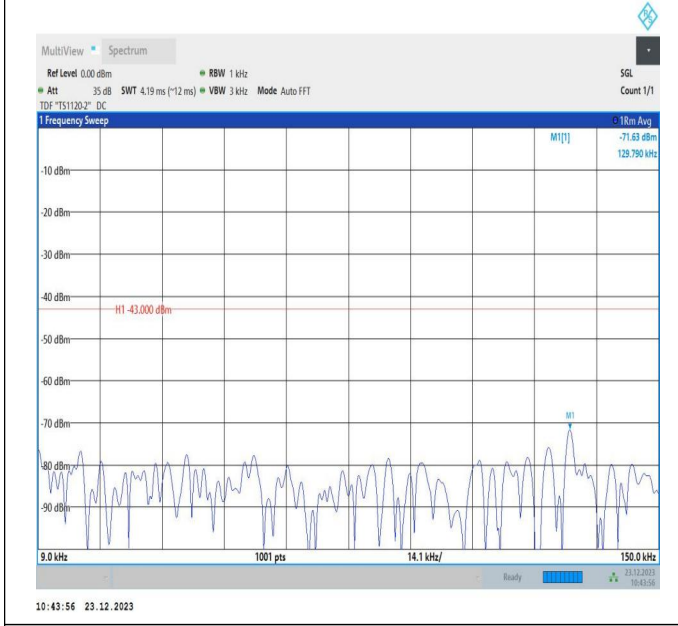 R&S
MultiView Spectrum
Ref Level 0.00 dBm RBW 1 kHz SGL
Att 35 dB SWT 4.19 ms (~12 ms) VBW 3 kHz Mode Auto FFT Count 1/1
TDF "TS1120-2" DC
1 Frequency Sweep 1Rm Avg
M1[1] -71.63 dBm
129.790 kHz
-10 dBm
-20 dBm
-30 dBm
-40 dBm
H1 -43.000 dBm
-50 dBm
-60 dBm
M1
-70 dBm
-80 dBm
-90 dBm
9.0 kHz 1001 pts 14.1 kHz/ 150.0 kHz
Ready 23.12.2023
10:43:56
10:43:56 23.12.2023